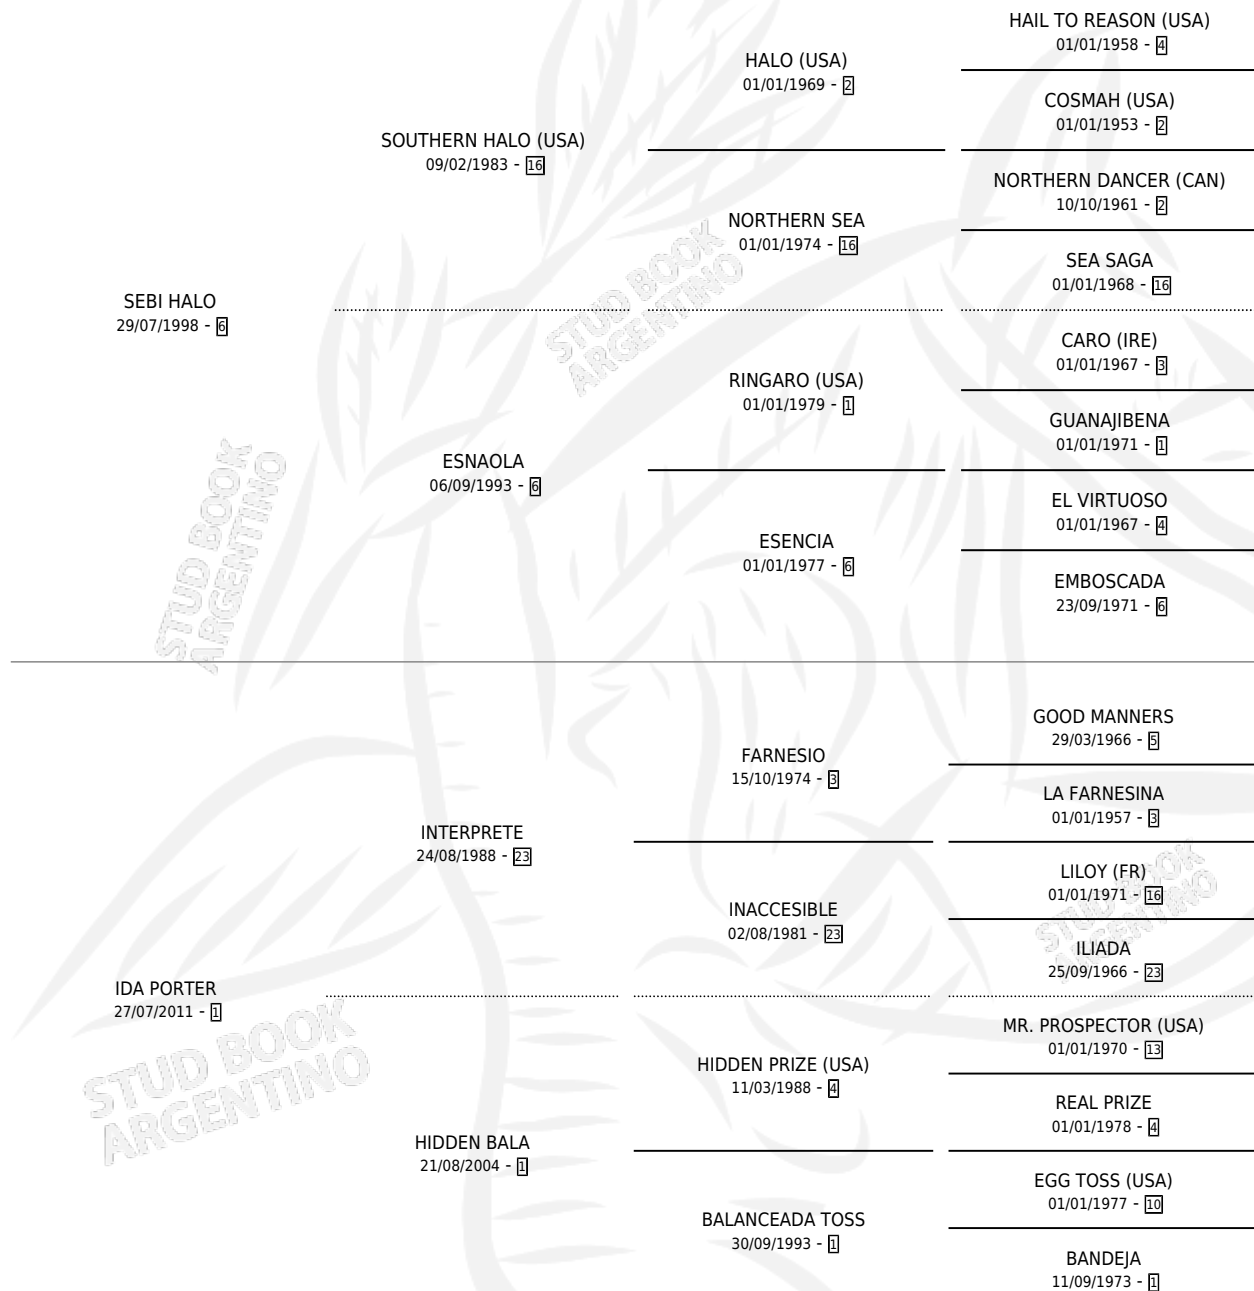 HAIL TO REASON (USA)
01/01/1958 - 4
HALO (USA)
01/01/1969 - 2
COSMAH (USA)
01/01/1953 - 2
SOUTHERN HALO (USA)
09/02/1983 - 16
NORTHERN DANCER (CAN)
10/10/1961 - 2
NORTHERN SEA
01/01/1974 - 16
SEA SAGA
01/01/1968 - 16
SEBI HALO
29/07/1998 - 6
CARO (IRE)
01/01/1967 - 3
RINGARO (USA)
01/01/1979 - 1
GUANAJIBENA
01/01/1971 - 1
ESNAOLA
06/09/1993 - 6
EL VIRTUOSO
01/01/1967 - 4
ESENCIA
01/01/1977 - 6
EMBOSCADA
23/09/1971 - 6
GOOD MANNERS
29/03/1966 - 5
FARNESIO
15/10/1974 - 3
LA FARNESINA
01/01/1957 - 3
INTERPRETE
24/08/1988 - 23
LILOY (FR)
01/01/1971 - 16
INACCESIBLE
02/08/1981 - 23
ILIADA
25/09/1966 - 23
IDA PORTER
27/07/2011 - 1
MR. PROSPECTOR (USA)
01/01/1970 - 13
HIDDEN PRIZE (USA)
11/03/1988 - 4
REAL PRIZE
01/01/1978 - 4
HIDDEN BALA
21/08/2004 - 1
EGG TOSS (USA)
01/01/1977 - 10
BALANCEADA TOSS
30/09/1993 - 1
BANDEJA
11/09/1973 - 1
STUD BOOK
ARGENTINO
STUD BOOK
ARGENTINO
STUD BOOK
ARGENTINO
STUD BOOK
ARGENTINO